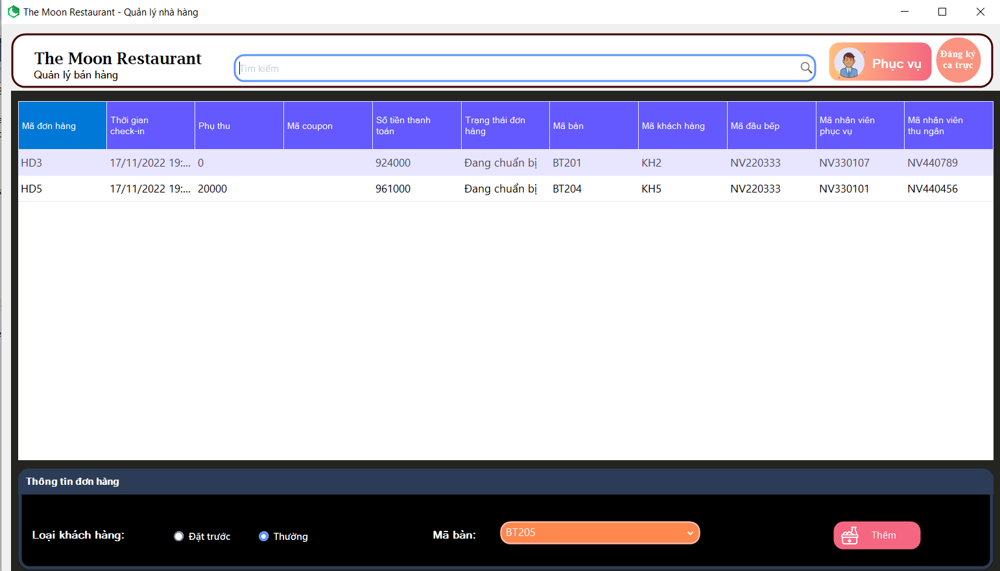 The Moon Restaurant - Quản lý nhà hàng
The Moon Restaurant
Quản lý bán hàng
Tìm kiếm
Phục vụ
Đăng ký
ca trực
Mã đơn hàng
Thời gian
check-in
Phụ thu
Mã coupon
Số tiền thanh
toán
Trạng thái đơn
hàng
Mã bàn
Mã khách hàng
Mã đầu bếp
Mã nhân viên
phục vụ
Mã nhân viên
thu ngân
HD3 17/11/2022 19:... 0 924000 Đang chuẩn bị BT201 KH2 NV220333 NV330107 NV440789
HD5 17/11/2022 19:... 20000 961000 Đang chuẩn bị BT204 KH5 NV220333 NV330101 NV440456
Thông tin đơn hàng
Loại khách hàng: Đặt trước Thường Mã bàn: BT205 Thêm